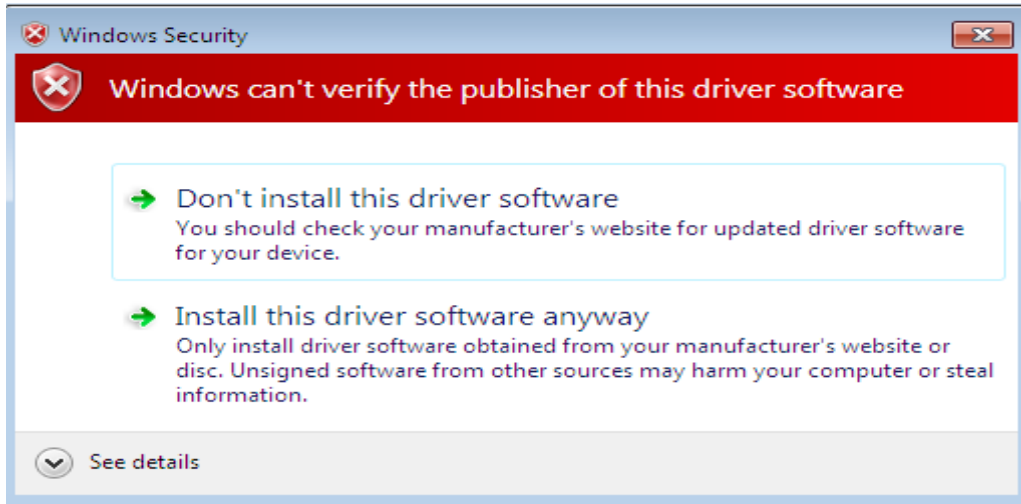 Windows Security
Windows can't verify the publisher of this driver software
Don't install this driver software
You should check your manufacturer's website for updated driver software
for your device.
Install this driver software anyway
Only install driver software obtained from your manufacturer's website or
disc. Unsigned software from other sources may harm your computer or steal
information.
See details